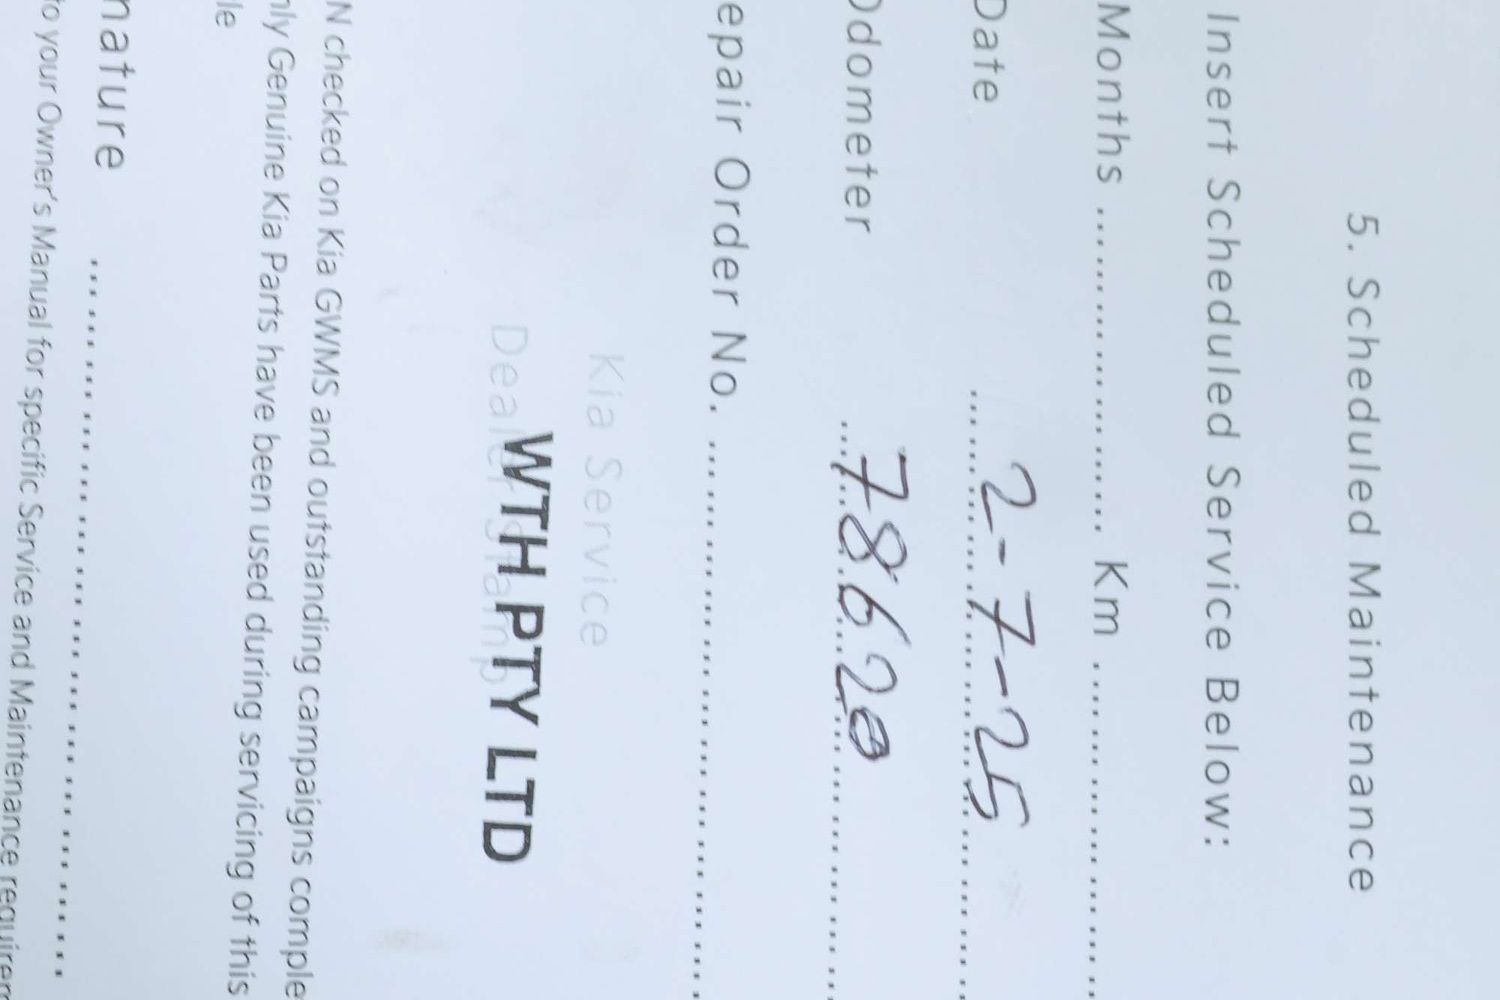 5. Scheduled Maintenance
Insert Scheduled Service Below:
Months .................................. Km ..................................
Date 2-7-25
Odometer 78620
epair Order No. ..................................................
Kia Service
Dealer Stamp
WTH PTY LTD
N checked on Kia GWMS and outstanding campaigns comple
nly Genuine Kia Parts have been used during servicing of this
le
nature ..................................................
to your Owner's Manual for specific Service and Maintenance requirem